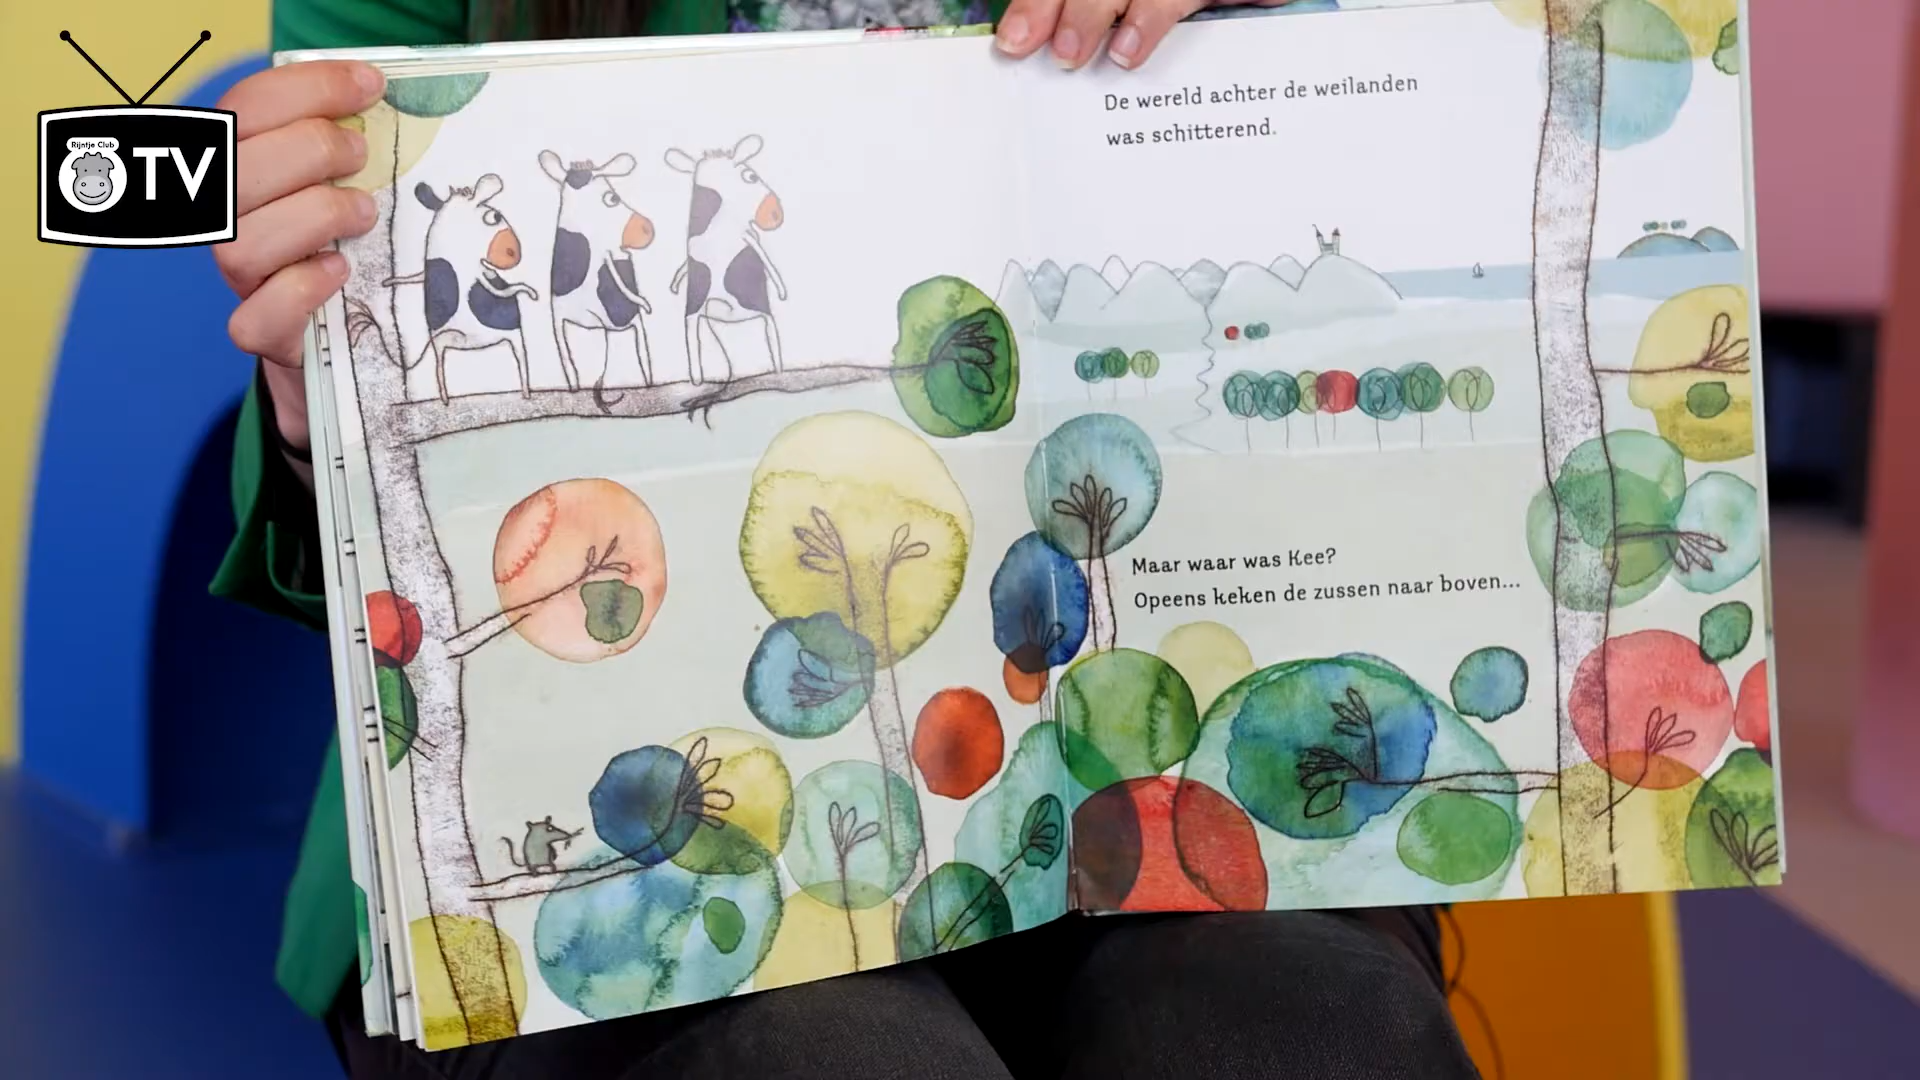 Rijntje Club
TV
De wereld achter de weilanden
was schitterend.
Maar waar was Kee?
Opeens keken de zussen naar boven...